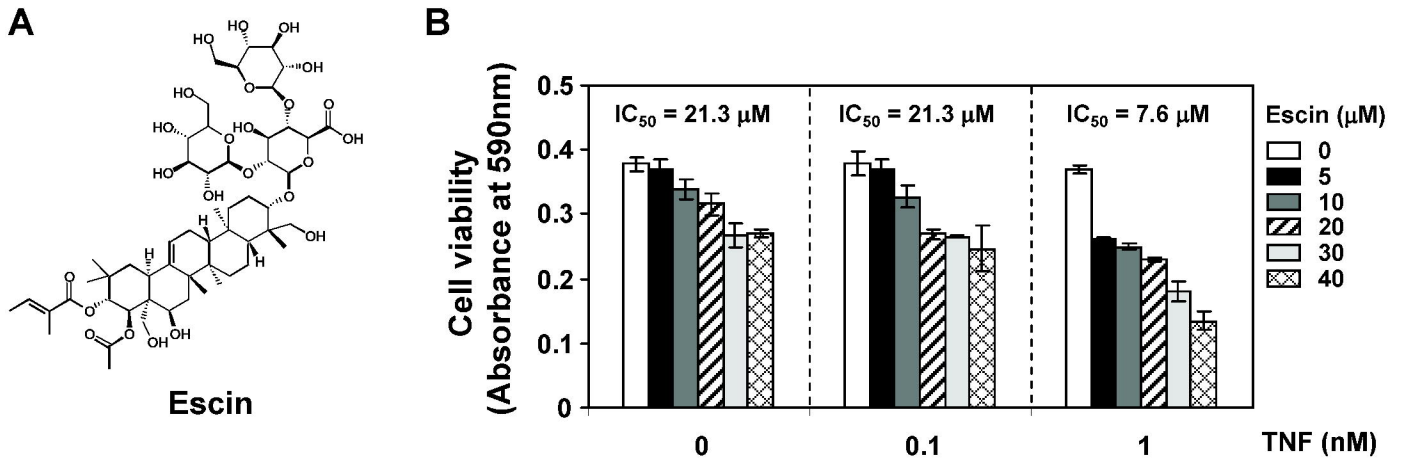 A
HO
OH
HO
OH
O
O
HO
O
OH
HO
O
HO
HO
O
O
OH
O
O
H
OH
H
H
O
O
O
O
OH
OH
Escin
B
Cell viability
(Absorbance at 590nm)
0.5
0.4
0.3
0.2
0.1
0
IC50 = 21.3 µM
IC50 = 21.3 µM
IC50 = 7.6 µM
0
0.1
1
TNF (nM)
Escin (µM)
0
5
10
20
30
40